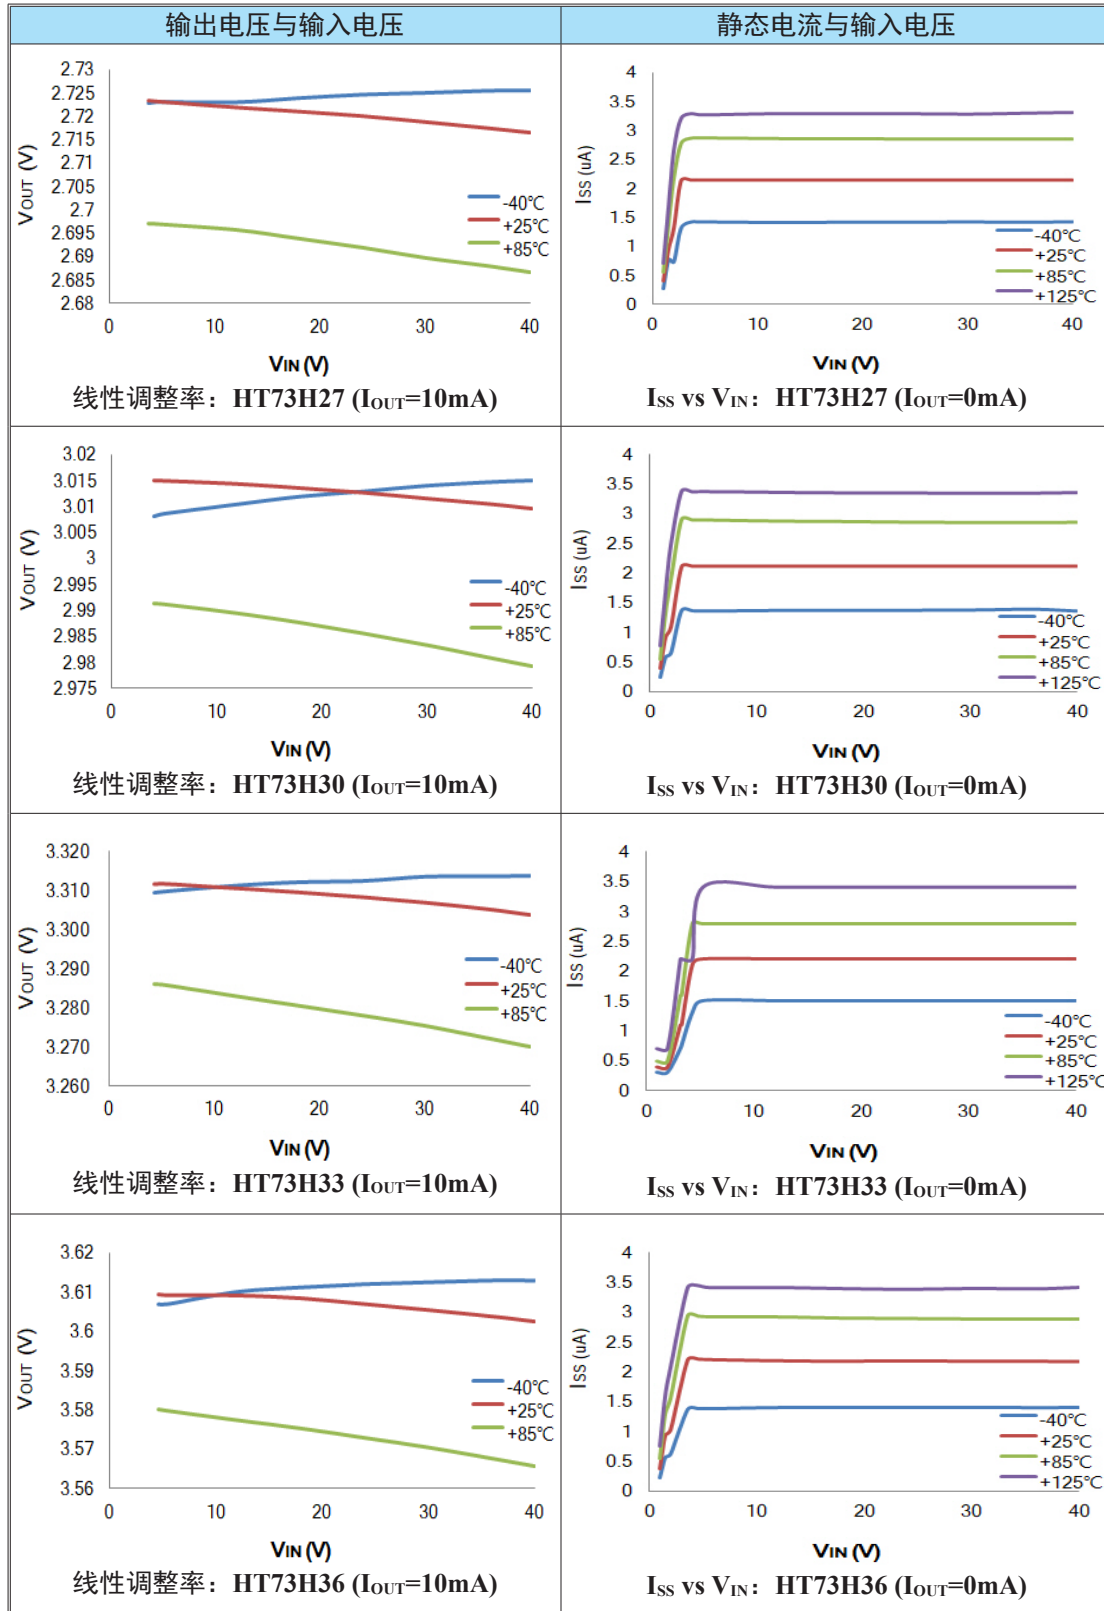 输出电压与输入电压
静态电流与输入电压
2.73
2.725
2.72
2.715
2.71
2.705
2.7
2.695
2.69
2.685
2.68
VOUT (V)
-40℃
+25℃
+85℃
0 10 20 30 40
VIN (V)
线性调整率：HT73H27 (IOUT=10mA)
4
3.5
3
2.5
2
1.5
1
0.5
0
ISS (uA)
-40℃
+25℃
+85℃
+125℃
0 10 20 30 40
VIN (V)
ISS vs VIN：HT73H27 (IOUT=0mA)
3.02
3.015
3.01
3.005
3
2.995
2.99
2.985
2.98
2.975
VOUT (V)
-40℃
+25℃
+85℃
0 10 20 30 40
VIN (V)
线性调整率：HT73H30 (IOUT=10mA)
4
3.5
3
2.5
2
1.5
1
0.5
0
ISS (uA)
-40℃
+25℃
+85℃
+125℃
0 10 20 30 40
VIN (V)
ISS vs VIN：HT73H30 (IOUT=0mA)
3.320
3.310
3.300
3.290
3.280
3.270
3.260
VOUT (V)
-40℃
+25℃
+85℃
0 10 20 30 40
VIN (V)
线性调整率：HT73H33 (IOUT=10mA)
4
3.5
3
2.5
2
1.5
1
0.5
0
ISS (uA)
-40℃
+25℃
+85℃
+125℃
0 10 20 30 40
VIN (V)
ISS vs VIN：HT73H33 (IOUT=0mA)
3.62
3.61
3.6
3.59
3.58
3.57
3.56
VOUT (V)
-40℃
+25℃
+85℃
0 10 20 30 40
VIN (V)
线性调整率：HT73H36 (IOUT=10mA)
4
3.5
3
2.5
2
1.5
1
0.5
0
ISS (uA)
-40℃
+25℃
+85℃
+125℃
0 10 20 30 40
VIN (V)
ISS vs VIN：HT73H36 (IOUT=0mA)